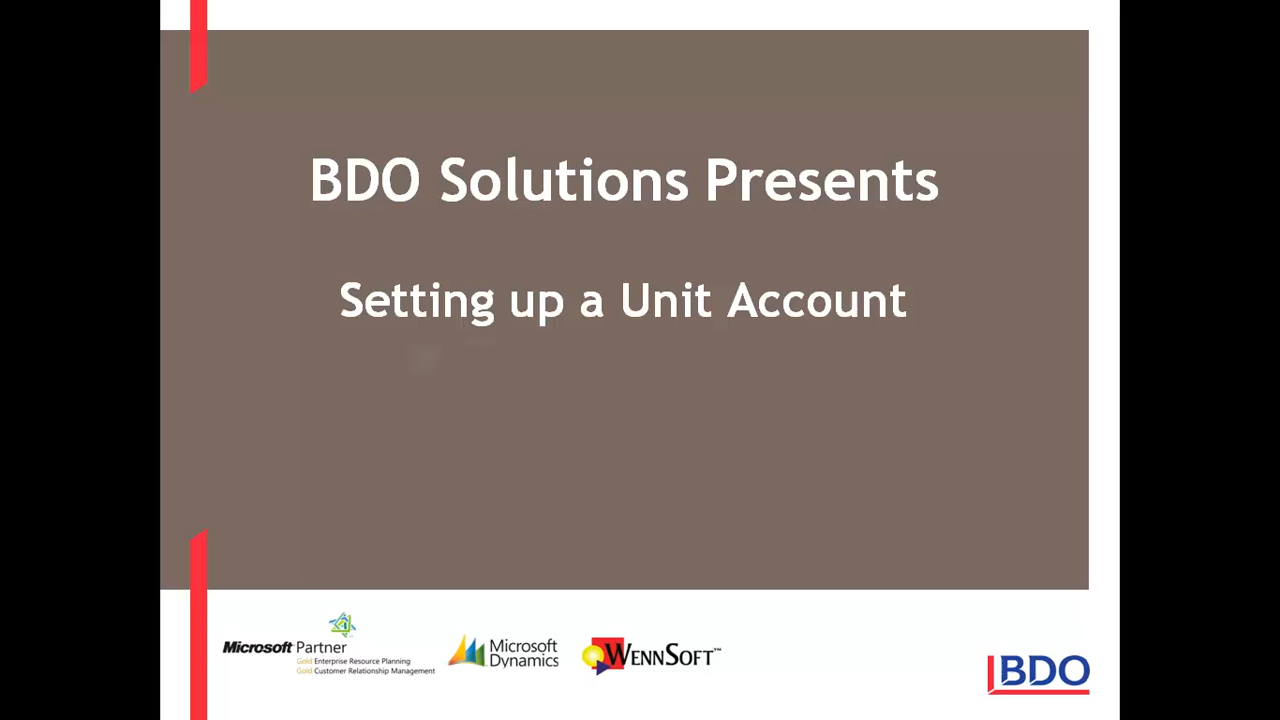 BDO Solutions Presents
Setting up a Unit Account
Microsoft Partner
Gold Enterprise Resource Planning
Gold Customer Relationship Management
Microsoft
Dynamics
WENNSOFT™
BDO